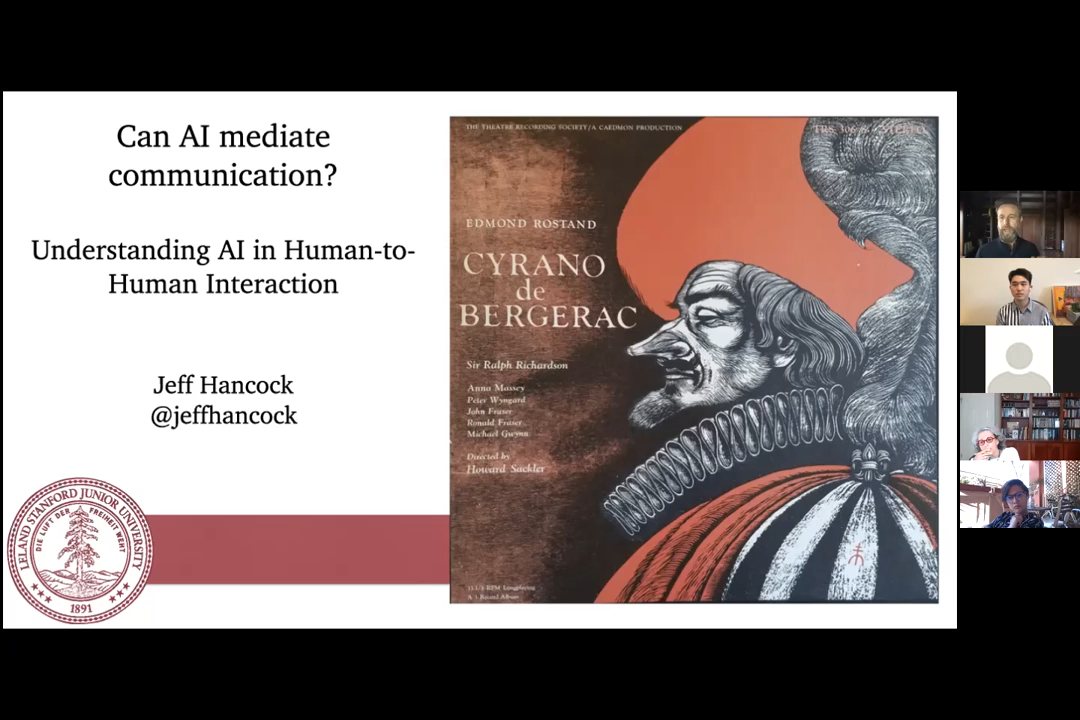 Can AI mediate
communication?
Understanding AI in Human-to-
Human Interaction
Jeff Hancock
@jeffhancock
LELAND STANFORD JUNIOR UNIVERSITY
DIE LUFT DER FREIHEIT WEHT
1891
THE THEATRE RECORDING SOCIETY/A CAEDMON PRODUCTION
TRS 306 STEREO
EDMOND ROSTAND
CYRANO
de
BERGERAC
Sir Ralph Richardson
Anna Massey
Peter Wyngard
John Fraser
Ronald Fraser
Michael Gwynn
Directed by
Howard Sackler